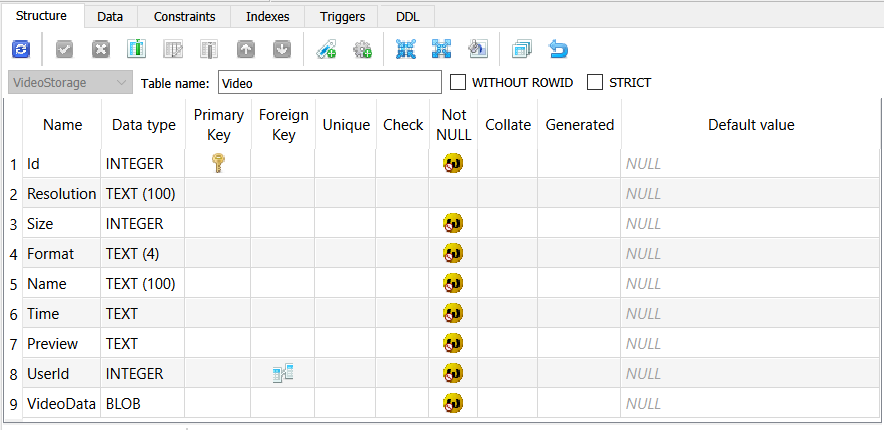 Structure Data Constraints Indexes Triggers DDL
VideoStorage Table name: Video WITHOUT ROWID STRICT
Name Data type Primary Key Foreign Key Unique Check Not NULL Collate Generated Default value
1 Id INTEGER NULL
2 Resolution TEXT (100) NULL
3 Size INTEGER NULL
4 Format TEXT (4) NULL
5 Name TEXT (100) NULL
6 Time TEXT NULL
7 Preview TEXT NULL
8 UserId INTEGER NULL
9 VideoData BLOB NULL